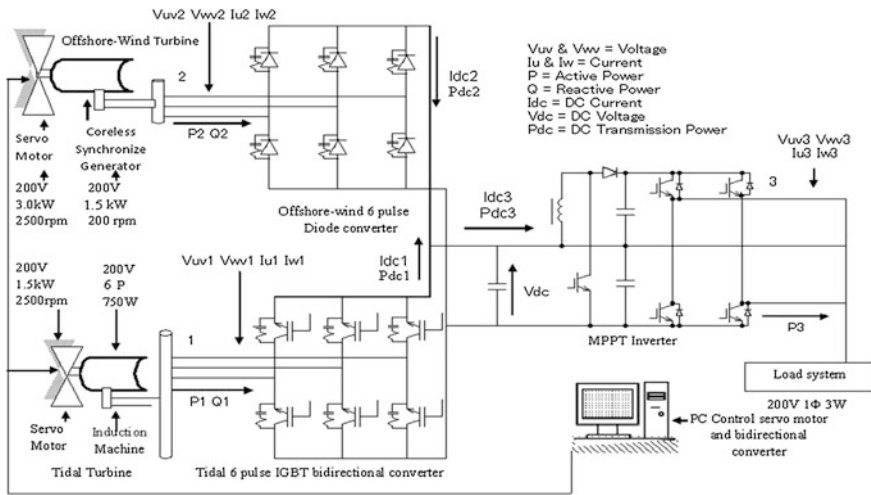 Vuv2 Vwv2 Iu2 Iw2
Offshore-Wind Turbine
2
P2 Q2
Servo
Motor
Coreless
Synchronize
Generator
200V
3.0kW
2500rpm
200V
1.5 kW
200 rpm
Idc2
Pdc2
Vuv & Vwv = Voltage
Iu & Iw = Current
P = Active Power
Q = Reactive Power
Idc = DC Current
Vdc = DC Voltage
Pdc = DC Transmission Power
Vuv3 Vwv3
Iu3 Iw3
3
Idc3
Pdc3
Offshore-wind 6 pulse
Diode converter
Idc1
Pdc1
Vdc
MPPT Inverter
P3
Load system
200V 1Φ 3W
200V
1.5kW
2500rpm
200V
6 P
750W
Vuv1 Vwv1 Iu1 Iw1
1
P1 Q1
Servo
Motor
Induction
Machine
Tidal Turbine
Tidal 6 pulse IGBT bidirectional converter
PC Control servo motor
and bidirectional
converter